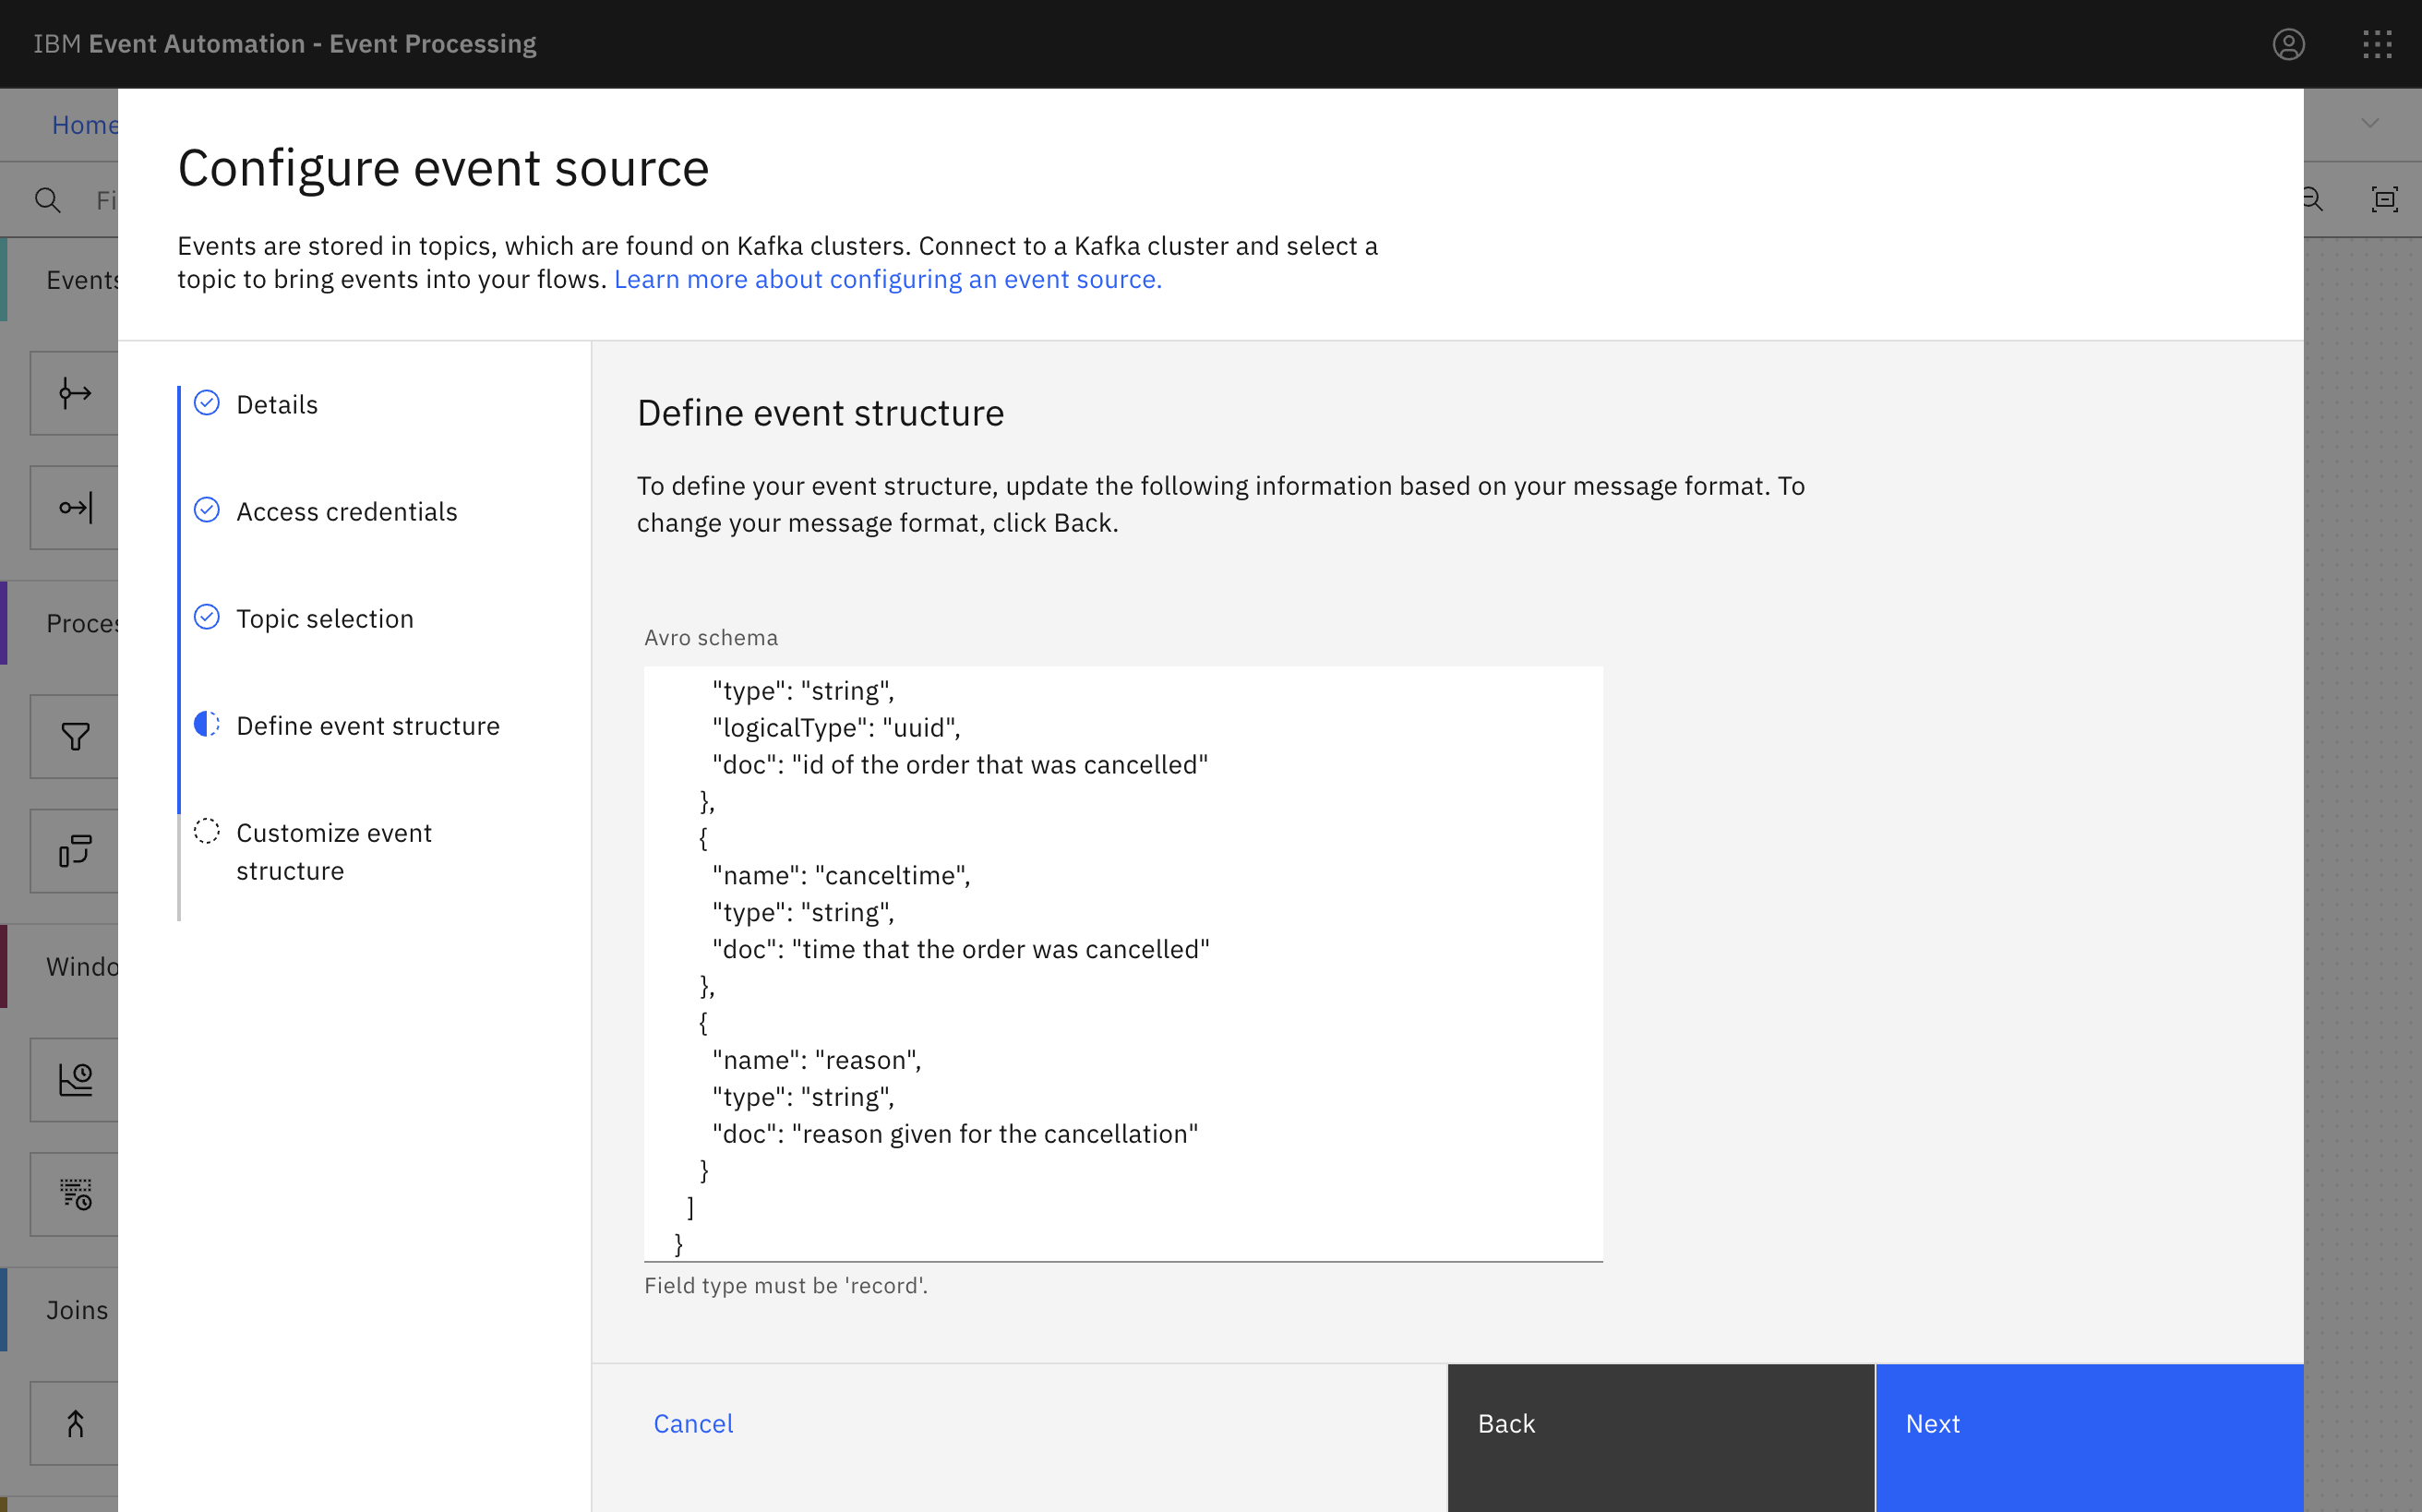 IBM Event Automation - Event Processing
Home
Configure event source
Events are stored in topics, which are found on Kafka clusters. Connect to a Kafka cluster and select a
topic to bring events into your flows. Learn more about configuring an event source.
Fi
Events
Proces
Windo
Joins
Details
Access credentials
Topic selection
Define event structure
Customize event
structure
Define event structure
To define your event structure, update the following information based on your message format. To
change your message format, click Back.
Avro schema
"type": "string",
"logicalType": "uuid",
"doc": "id of the order that was cancelled"
},
{
"name": "canceltime",
"type": "string",
"doc": "time that the order was cancelled"
},
{
"name": "reason",
"type": "string",
"doc": "reason given for the cancellation"
}
]
}
Field type must be 'record'.
Cancel
Back
Next